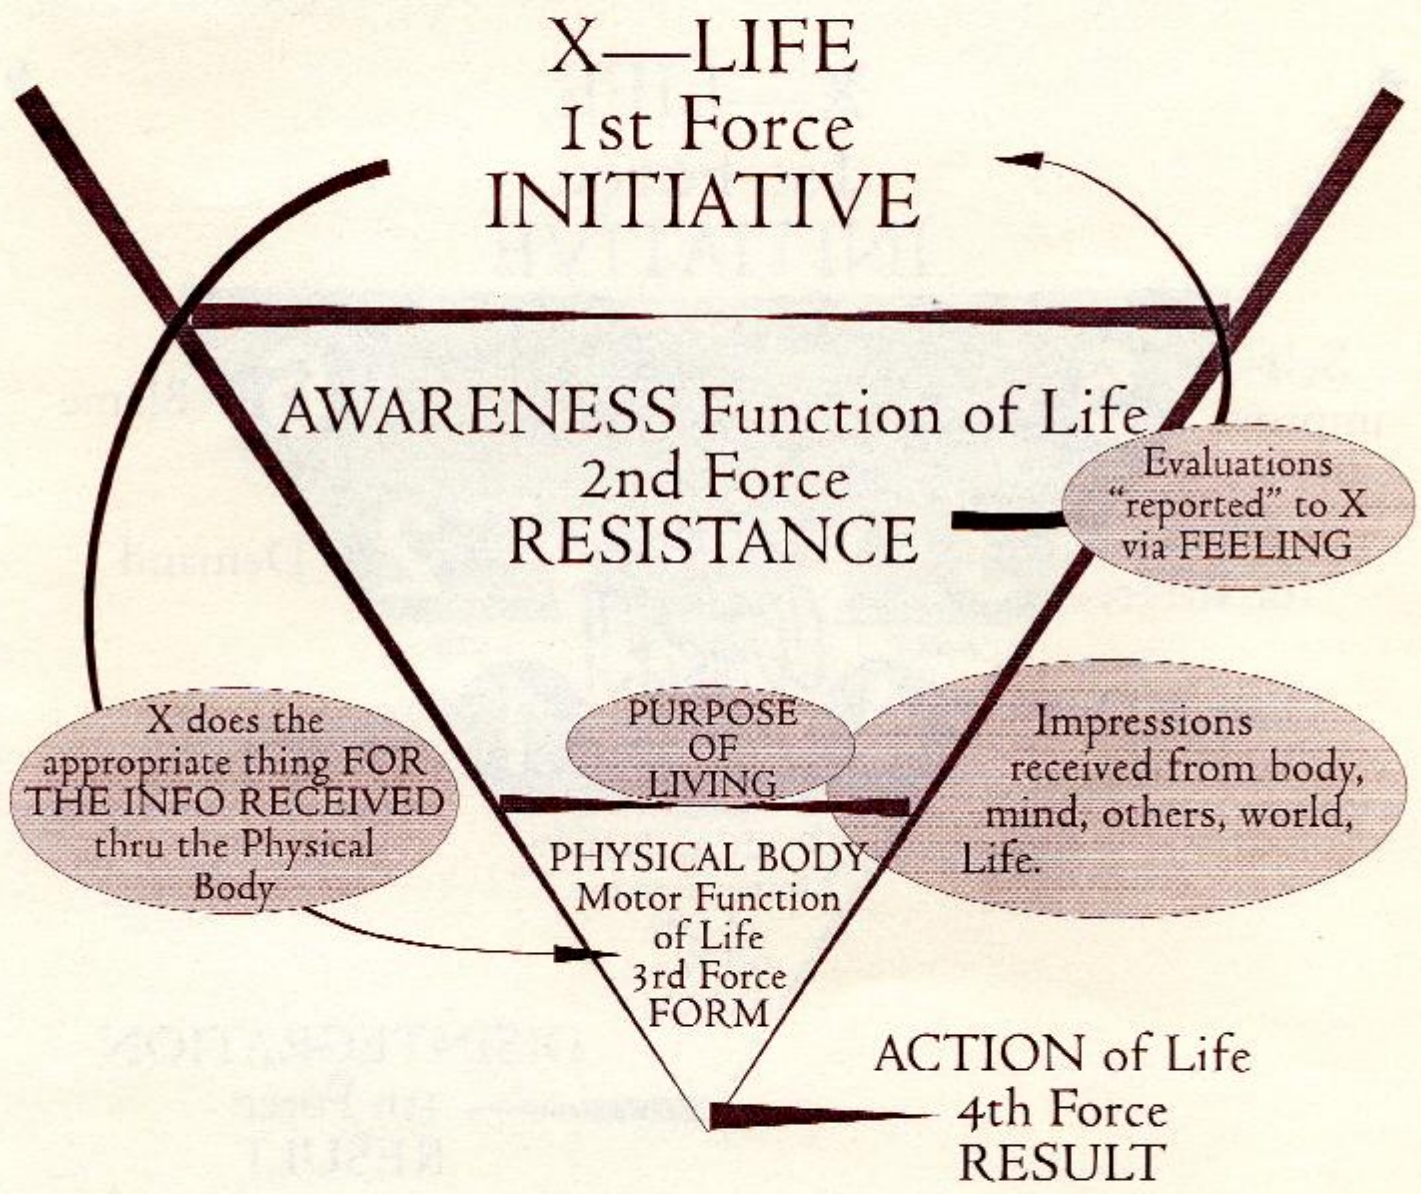 X—LIFE
1st Force
INITIATIVE
AWARENESS Function of Life
2nd Force
RESISTANCE
Evaluations
“reported” to X
via FEELING
X does the
appropriate thing FOR
THE INFO RECEIVED
thru the Physical
Body
PURPOSE
OF
LIVING
Impressions
received from body,
mind, others, world,
Life.
PHYSICAL BODY
Motor Function
of Life
3rd Force
FORM
ACTION of Life
4th Force
RESULT